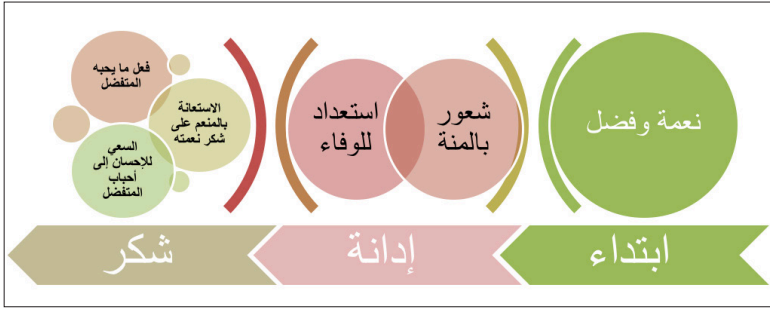 نعمة وفضل
شعور
بالمنة
استعداد
للوفاء
فعل ما يحبه
المتفضل
الاستعانة
بالمنعم على
شكر نعمته
السعي
للإحسان إلى
أحباب
المتفضل
ابتداء
إدانة
شكر